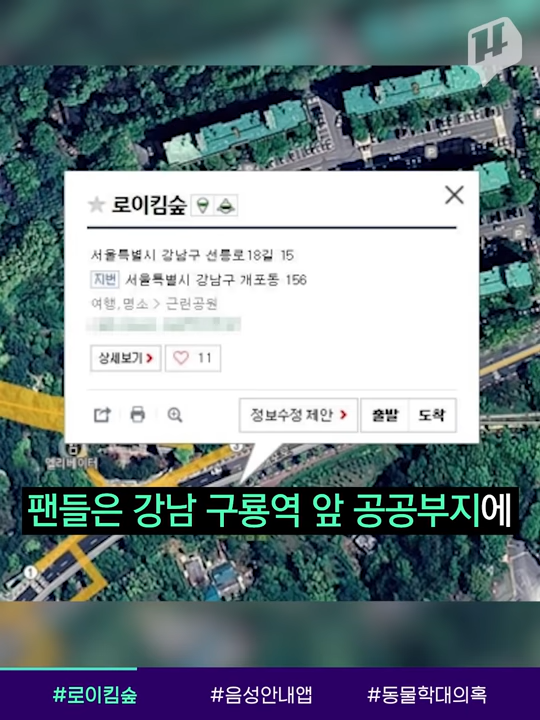 H
로이킴숲
서울특별시 강남구 선릉로18길 15
지번 서울특별시 강남구 개포동 156
여행,명소 > 근린공원
상세보기 > ♡ 11
정보수정 제안 > 출발 도착
엘리베이터
3
팬들은 강남 구룡역 앞 공공부지에
1
#로이킴숲 #음성안내앱 #동물학대의혹